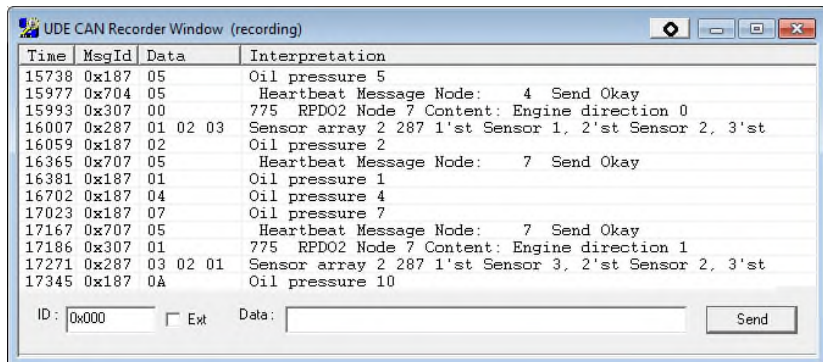 UDE CAN Recorder Window (recording)
Time MsgId Data Interpretation
15738 0x187 05 Oil pressure 5
15977 0x704 05 Heartbeat Message Node: 4 Send Okay
15993 0x307 00 775 RPDO2 Node 7 Content: Engine direction 0
16007 0x287 01 02 03 Sensor array 2 287 1'st Sensor 1, 2'st Sensor 2, 3'st
16059 0x187 02 Oil pressure 2
16365 0x707 05 Heartbeat Message Node: 7 Send Okay
16381 0x187 01 Oil pressure 1
16702 0x187 04 Oil pressure 4
17023 0x187 07 Oil pressure 7
17167 0x707 05 Heartbeat Message Node: 7 Send Okay
17186 0x307 01 775 RPDO2 Node 7 Content: Engine direction 1
17271 0x287 03 02 01 Sensor array 2 287 1'st Sensor 3, 2'st Sensor 2, 3'st
17345 0x187 0A Oil pressure 10
ID: 0x000 Ext Data: Send